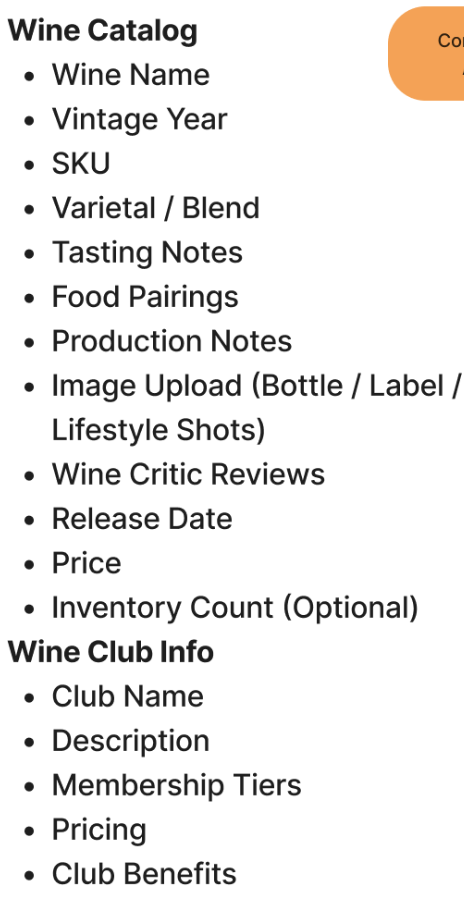 Wine Catalog
• Wine Name
• Vintage Year
• SKU
• Varietal / Blend
• Tasting Notes
• Food Pairings
• Production Notes
• Image Upload (Bottle / Label /
Lifestyle Shots)
• Wine Critic Reviews
• Release Date
• Price
• Inventory Count (Optional)
Wine Club Info
• Club Name
• Description
• Membership Tiers
• Pricing
• Club Benefits